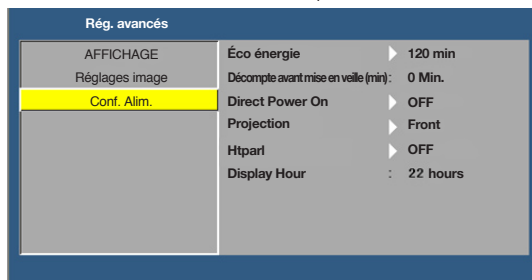 Rég. avancés
AFFICHAGE
Réglages image
Conf. Alim.
Éco énergie 120 min
Décompte avant mise en veille (min) : 0 Min.
Direct Power On OFF
Projection Front
Htparl OFF
Display Hour : 22 hours